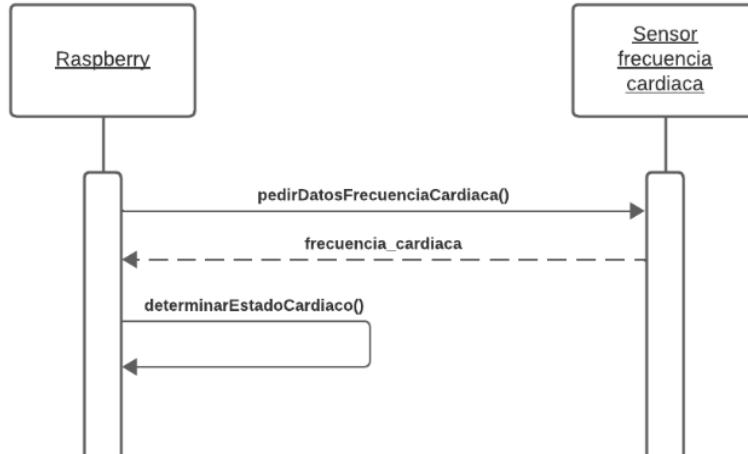 Raspberry
Sensor
frecuencia
cardiaca
pedirDatosFrecuenciaCardiaca()
frecuencia_cardiaca
determinarEstadoCardiaco()